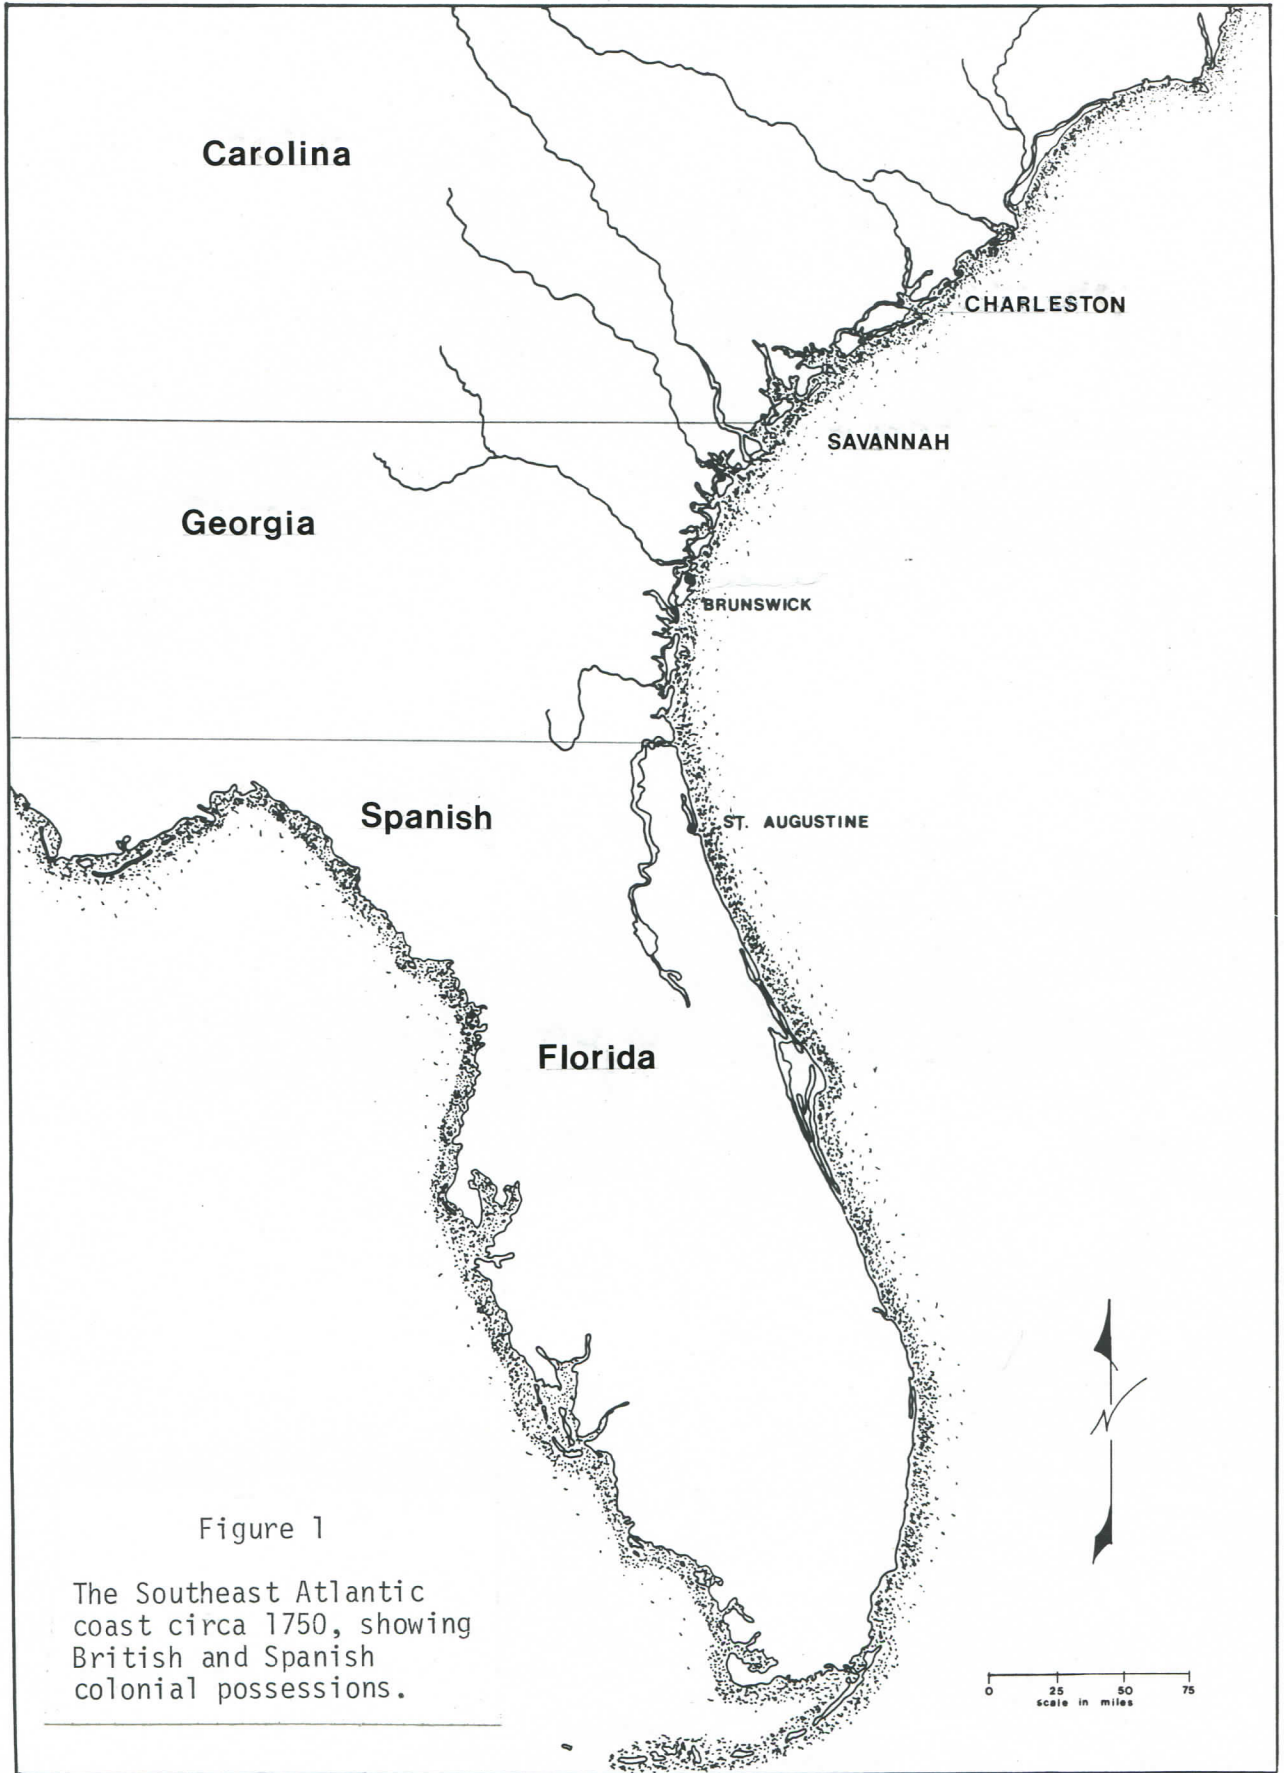 Carolina
CHARLESTON
SAVANNAH
Georgia
BRUNSWICK
Spanish
ST. AUGUSTINE
Florida
N
Figure 1
The Southeast Atlantic
coast circa 1750, showing
British and Spanish
colonial possessions.
0 25 50 75
scale in miles